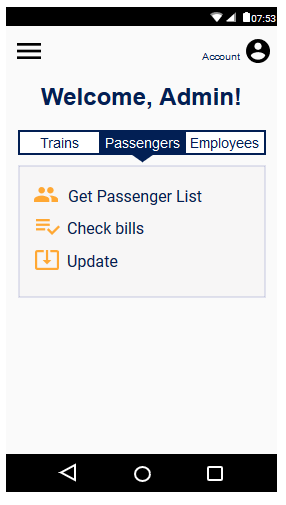 07:53
Account
Welcome, Admin!
Trains Passengers Employees
Get Passenger List
Check bills
Update